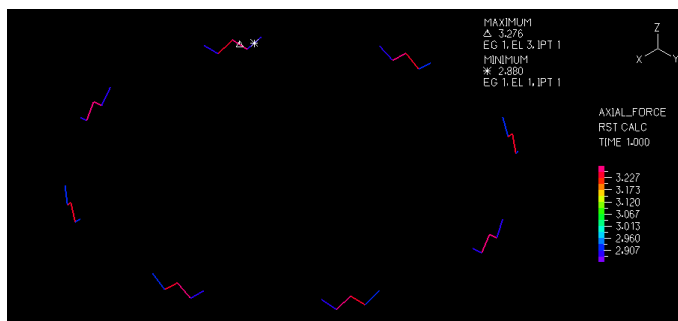 MAXIMUM
△ 3.276
EG 1, EL 3, IPT 1
MINIMUM
✳ 2.880
EG 1, EL 1, IPT 1
Z
X Y
AXIAL_FORCE
RST CALC
TIME 1.000
3.227
3.173
3.120
3.067
3.013
2.960
2.907